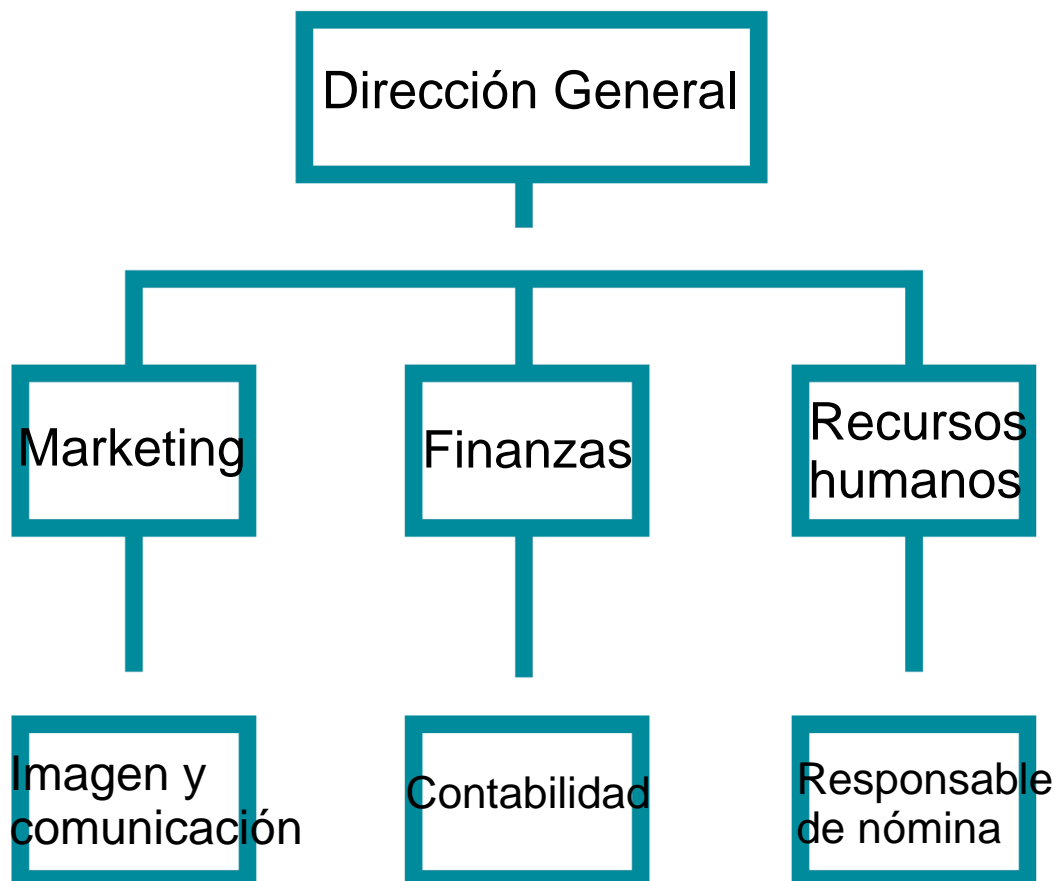 Dirección General
Marketing
Finanzas
Recursos
humanos
Imagen y
comunicación
Contabilidad
Responsable
de nómina